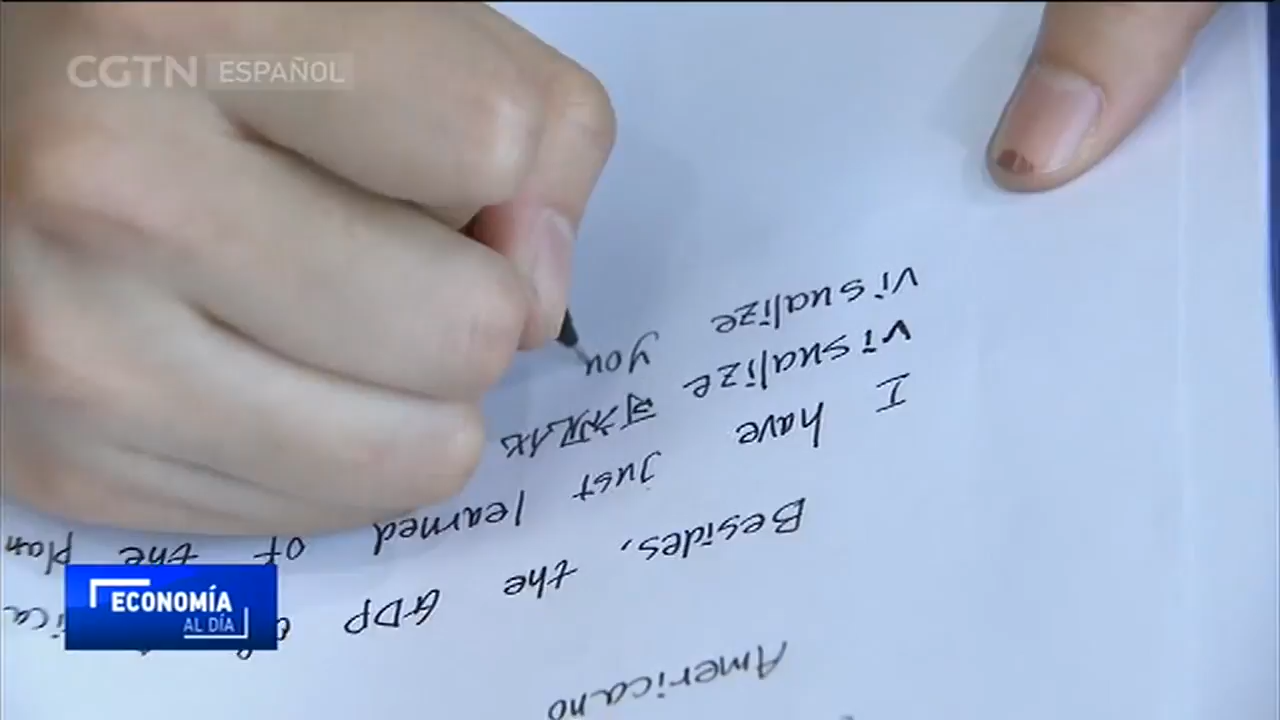 CGTN ESPAÑOL
Americano
Besides, the GDP
I have just learned of the plan
visualize 可视化
visualize you
ECONOMÍA
AL DÍA